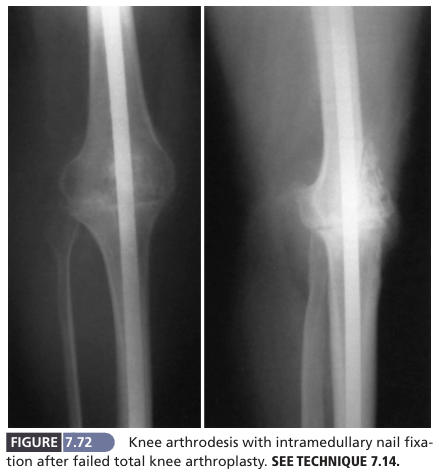 FIGURE 7.72 Knee arthrodesis with intramedullary nail fixa-
tion after failed total knee arthroplasty. SEE TECHNIQUE 7.14.